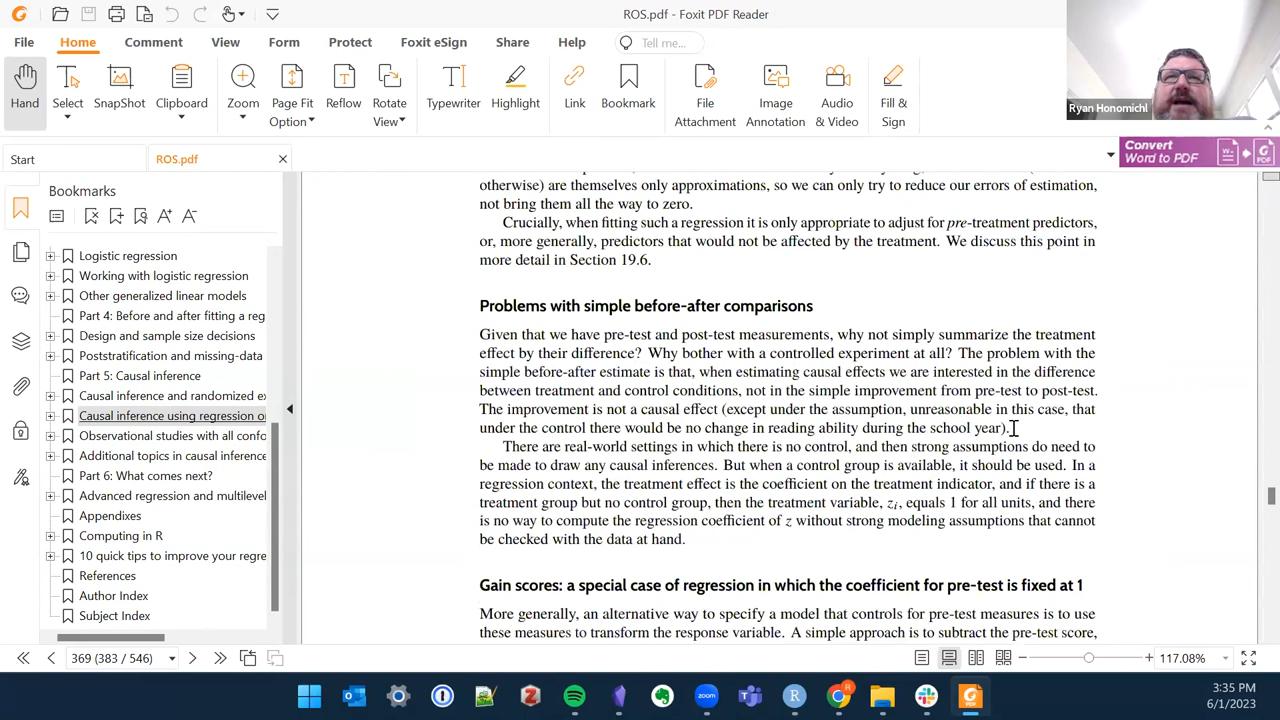 ROS.pdf - Foxit PDF Reader
File
Home
Comment
View
Form
Protect
Foxit eSign
Share
Help
Tell me...
Hand
Select
SnapShot
Clipboard
Zoom
Page Fit
Option
Reflow
Rotate
View
Typewriter
Highlight
Link
Bookmark
File
Attachment
Image
Annotation
Audio
& Video
Fill &
Sign
Ryan Honomichl
Start
ROS.pdf
Convert
Word to PDF
Bookmarks
Logistic regression
Working with logistic regression
Other generalized linear models
Part 4: Before and after fitting a reg
Design and sample size decisions
Poststratification and missing-data
Part 5: Causal inference
Causal inference and randomized e
Causal inference using regression o
Observational studies with all confo
Additional topics in causal inference
Part 6: What comes next?
Advanced regression and multilevel
Appendixes
Computing in R
10 quick tips to improve your regre
References
Author Index
Subject Index
otherwise) are themselves only approximations, so we can only try to reduce our errors of estimation,
not bring them all the way to zero.
Crucially, when fitting such a regression it is only appropriate to adjust for pre-treatment predictors,
or, more generally, predictors that would not be affected by the treatment. We discuss this point in
more detail in Section 19.6.
Problems with simple before-after comparisons
Given that we have pre-test and post-test measurements, why not simply summarize the treatment
effect by their difference? Why bother with a controlled experiment at all? The problem with the
simple before-after estimate is that, when estimating causal effects we are interested in the difference
between treatment and control conditions, not in the simple improvement from pre-test to post-test.
The improvement is not a causal effect (except under the assumption, unreasonable in this case, that
under the control there would be no change in reading ability during the school year).
There are real-world settings in which there is no control, and then strong assumptions do need to
be made to draw any causal inferences. But when a control group is available, it should be used. In a
regression context, the treatment effect is the coefficient on the treatment indicator, and if there is a
treatment group but no control group, then the treatment variable, zi, equals 1 for all units, and there
is no way to compute the regression coefficient of z without strong modeling assumptions that cannot
be checked with the data at hand.
Gain scores: a special case of regression in which the coefficient for pre-test is fixed at 1
More generally, an alternative way to specify a model that controls for pre-test measures is to use
these measures to transform the response variable. A simple approach is to subtract the pre-test score,
369 (383 / 546)
117.08%
3:35 PM
6/1/2023